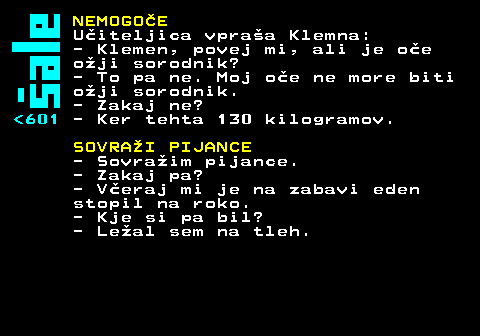 NEMOGOČE
Učiteljica vpraša Klemna:
- Klemen, povej mi, ali je oče
ožji sorodnik?
- To pa ne. Moj oče ne more biti
ožji sorodnik.
- Zakaj ne?
- Ker tehta 130 kilogramov.
SOVRAŽI PIJANCE
- Sovražim pijance.
- Zakaj pa?
- Včeraj mi je na zabavi eden
stopil na roko.
- Kje si pa bil?
- Ležal sem na tleh.
Šale
<601